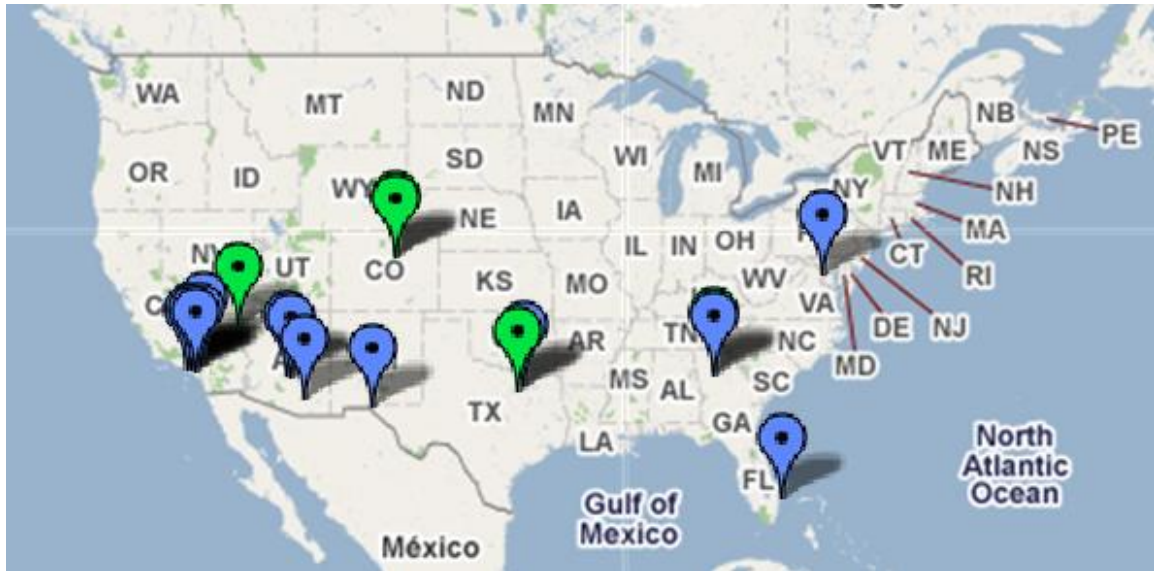 WA
MT
ND
MN
NB
PE
OR
ID
SD
WI
MI
VT
ME
NS
WY
NY
NH
NE
IA
MA
NV
UT
CO
IL
IN
OH
CT
RI
KS
MO
WV
VA
DE
NJ
TN
NC
MD
AR
MS
AL
SC
TX
GA
LA
FL
North
Atlantic
Ocean
Gulf of
Mexico
México